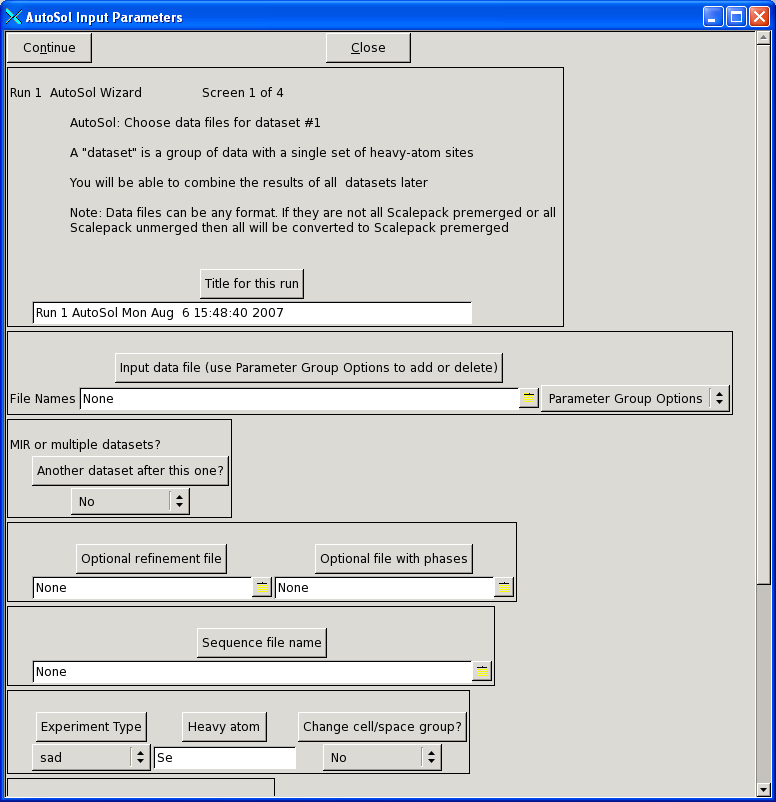 AutoSol Input Parameters
Continue Close
Run 1 AutoSol Wizard Screen 1 of 4
AutoSol: Choose data files for dataset #1
A "dataset" is a group of data with a single set of heavy-atom sites
You will be able to combine the results of all datasets later
Note: Data files can be any format. If they are not all Scalepack premerged or all
Scalepack unmerged then all will be converted to Scalepack premerged
Title for this run
Run 1 AutoSol Mon Aug 6 15:48:40 2007
Input data file (use Parameter Group Options to add or delete)
File Names None Parameter Group Options
MIR or multiple datasets?
Another dataset after this one?
No
Optional refinement file Optional file with phases
None None
Sequence file name
None
Experiment Type Heavy atom Change cell/space group?
sad Se No